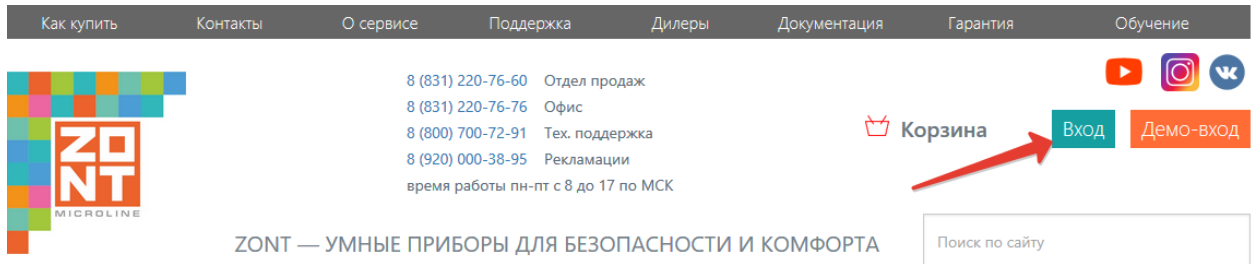 Как купить Контакты О сервисе Поддержка Дилеры Документация Гарантия Обучение
8 (831) 220-76-60 Отдел продаж
8 (831) 220-76-76 Офис
8 (800) 700-72-91 Тех. поддержка
8 (920) 000-38-95 Рекламации
время работы пн-пт с 8 до 17 по МСК
ZONT
MICROLINE
Корзина
Вход Демо-вход
ZONT — УМНЫЕ ПРИБОРЫ ДЛЯ БЕЗОПАСНОСТИ И КОМФОРТА
Поиск по сайту